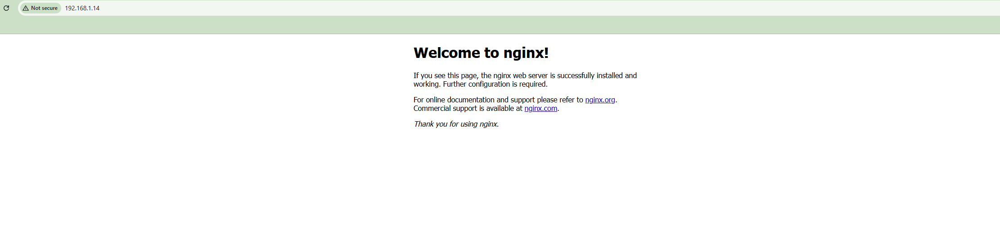 Not secure 192.168.1.14
Welcome to nginx!
If you see this page, the nginx web server is successfully installed and
working. Further configuration is required.
For online documentation and support please refer to nginx.org.
Commercial support is available at nginx.com.
Thank you for using nginx.